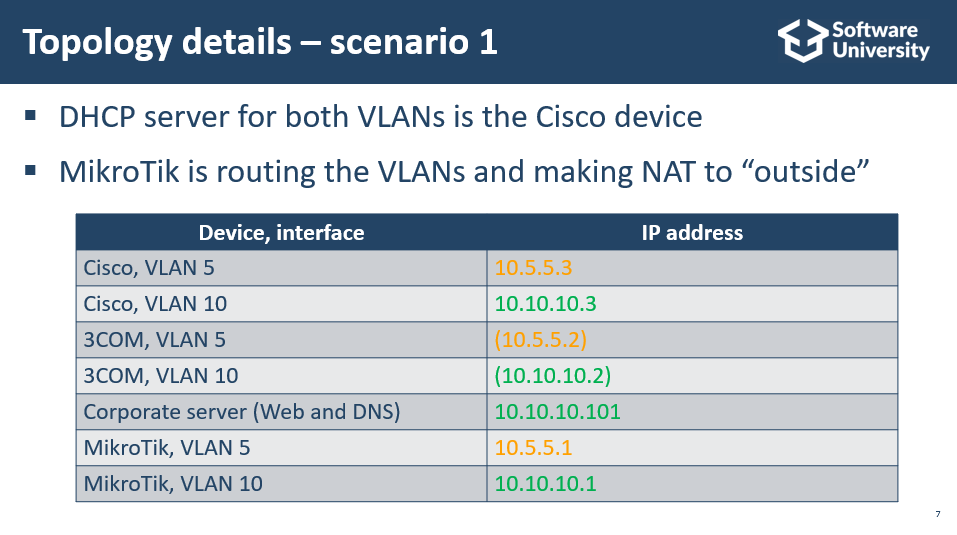 Topology details – scenario 1
Software
University
▪ DHCP server for both VLANs is the Cisco device
▪ MikroTik is routing the VLANs and making NAT to “outside”
Device, interface IP address
Cisco, VLAN 5 10.5.5.3
Cisco, VLAN 10 10.10.10.3
3COM, VLAN 5 (10.5.5.2)
3COM, VLAN 10 (10.10.10.2)
Corporate server (Web and DNS) 10.10.10.101
MikroTik, VLAN 5 10.5.5.1
MikroTik, VLAN 10 10.10.10.1
7